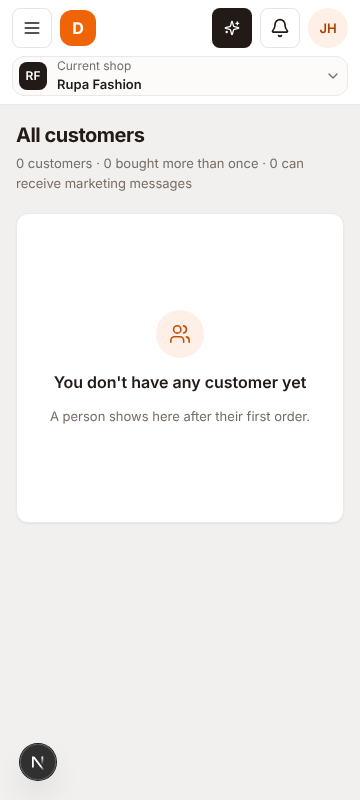 D
JH
RF
Current shop
Rupa Fashion
All customers
0 customers · 0 bought more than once · 0 can
receive marketing messages
You don't have any customer yet
A person shows here after their first order.
N